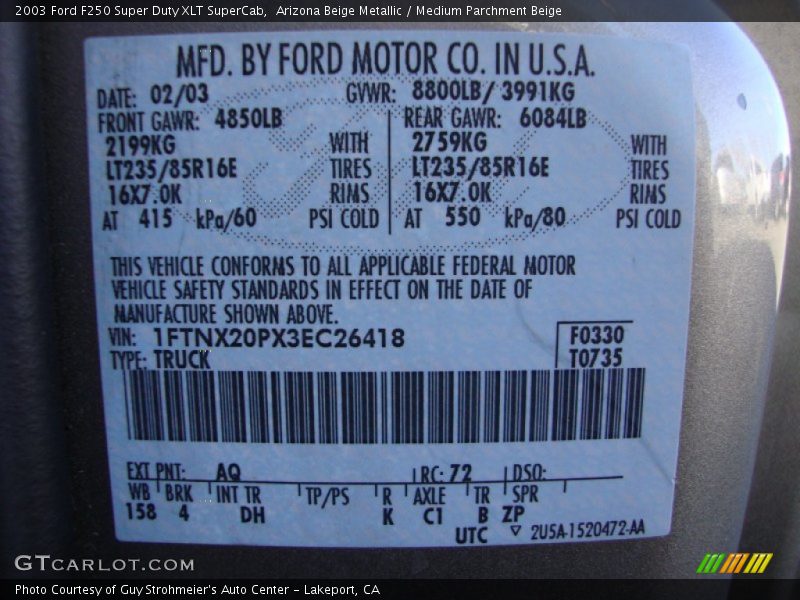 2003 Ford F250 Super Duty XLT SuperCab,  Arizona Beige Metallic / Medium Parchment Beige
MFD. BY FORD MOTOR CO. IN U.S.A.
DATE: 02/03 GVWR: 8800LB/ 3991KG
FRONT GAWR: 4850LB REAR GAWR: 6084LB
2199KG WITH 2759KG WITH
LT235/85R16E TIRES LT235/85R16E TIRES
16X7.0K RIMS 16X7.0K RIMS
AT 415 kPa/60 PSI COLD AT 550 kPa/80 PSI COLD
THIS VEHICLE CONFORMS TO ALL APPLICABLE FEDERAL MOTOR
VEHICLE SAFETY STANDARDS IN EFFECT ON THE DATE OF
MANUFACTURE SHOWN ABOVE.
VIN: 1FTNX20PX3EC26418 F0330
TYPE: TRUCK T0735
EXT PNT: AQ RC: 72 DSO:
WB BRK INT TR TP/PS R AXLE TR SPR
158 4 DH K C1 B ZP
UTC ▽ 2U5A-1520472-AA
GTCARLOT.COM
Photo Courtesy of Guy Strohmeier's Auto Center - Lakeport, CA